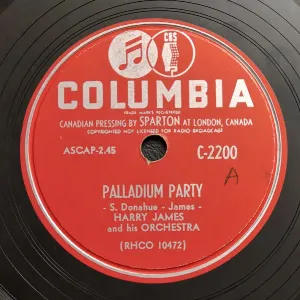 CBS
COLUMBIA
TRADE MARKS REGISTERED
CANADIAN PRESSING BY SPARTON AT LONDON, CANADA
COPYRIGHTED NOT LICENSED FOR RADIO BROADCAST
ASCAP-2.45
C-2200
A
PALLADIUM PARTY
- S. Donahue - James -
HARRY JAMES
and his ORCHESTRA
(RHCO 10472)